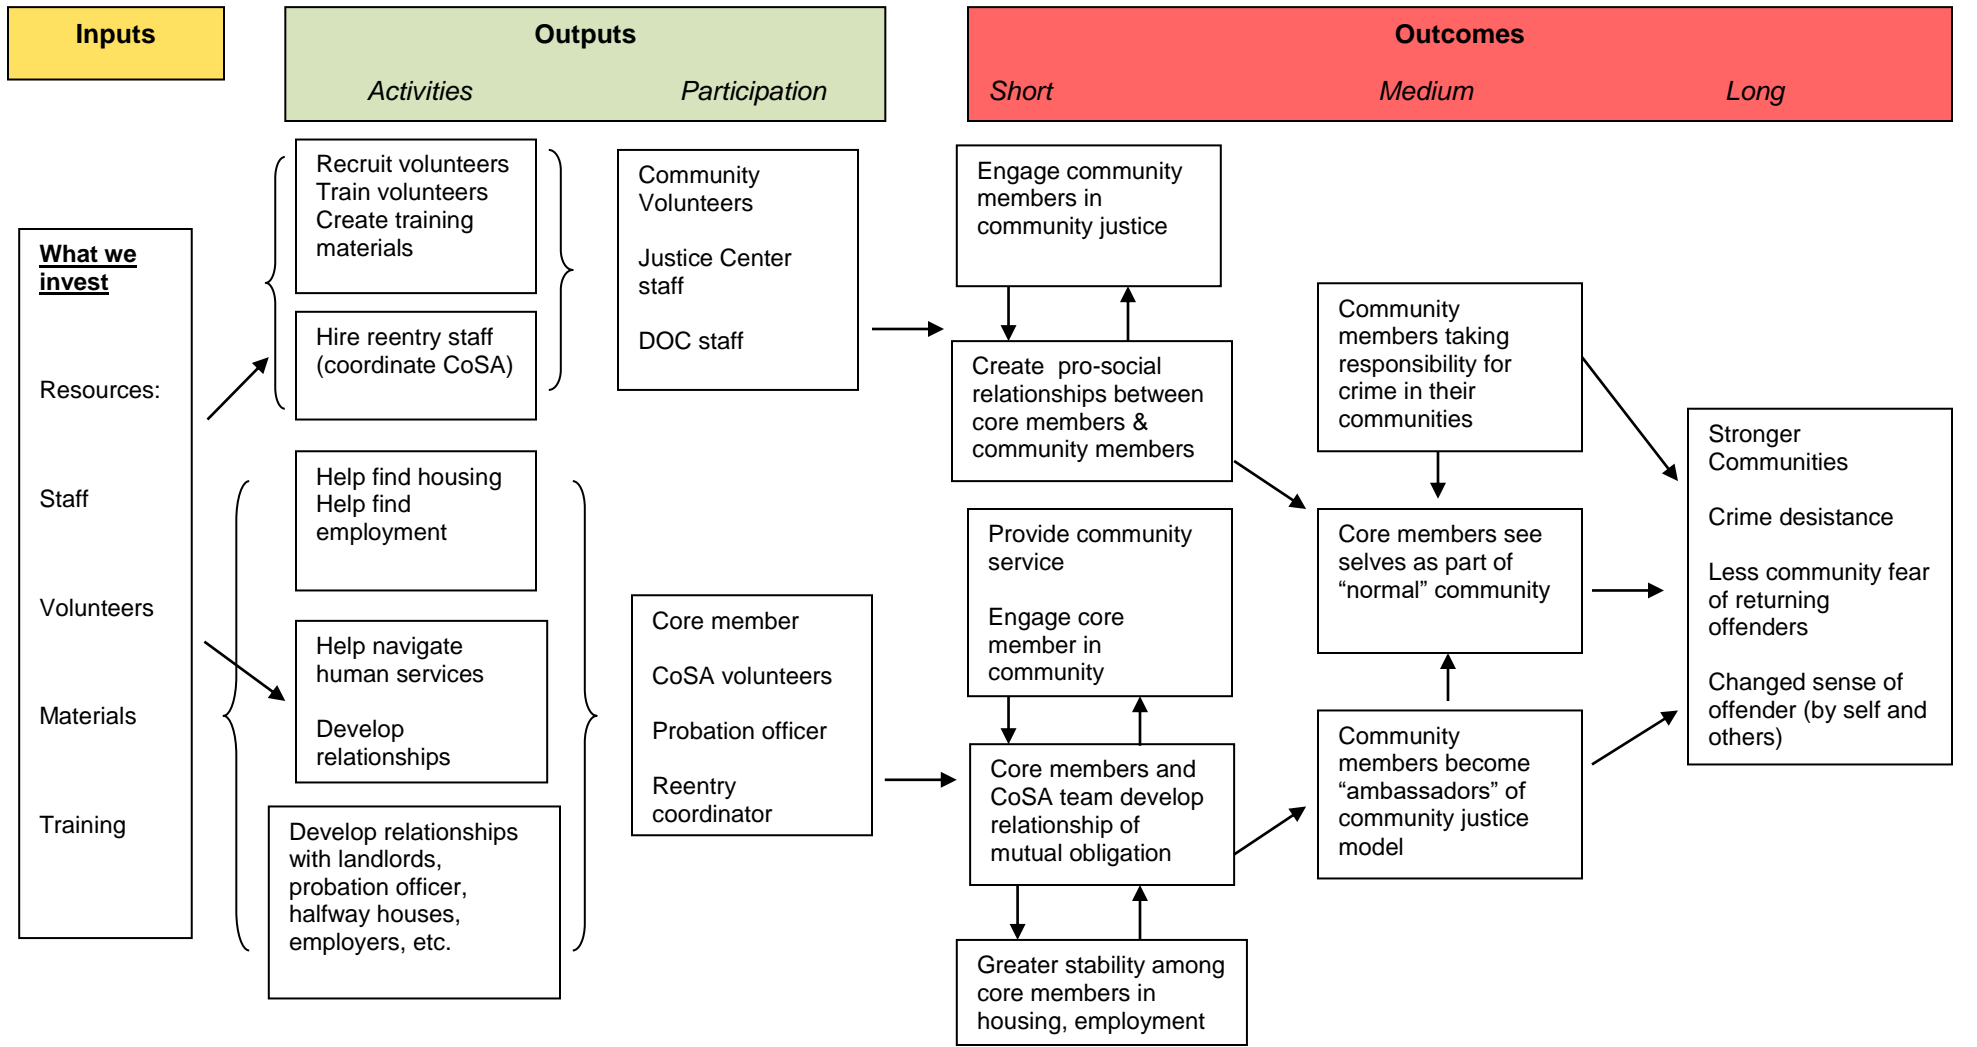 Inputs
Outputs
Activities
Participation
Outcomes
Short
Medium
Long
What we
invest
Resources:
Staff
Volunteers
Materials
Training
Recruit volunteers
Train volunteers
Create training
materials
Hire reentry staff
(coordinate CoSA)
Help find housing
Help find
employment
Help navigate
human services
Develop
relationships
Develop relationships
with landlords,
probation officer,
halfway houses,
employers, etc.
Community
Volunteers
Justice Center
staff
DOC staff
Core member
CoSA volunteers
Probation officer
Reentry
coordinator
Engage community
members in
community justice
Create pro-social
relationships between
core members &
community members
Provide community
service
Engage core
member in
community
Core members and
CoSA team develop
relationship of
mutual obligation
Greater stability among
core members in
housing, employment
Community
members taking
responsibility for
crime in their
communities
Core members see
selves as part of
“normal” community
Community
members become
“ambassadors” of
community justice
model
Stronger
Communities
Crime desistance
Less community fear
of returning
offenders
Changed sense of
offender (by self and
others)